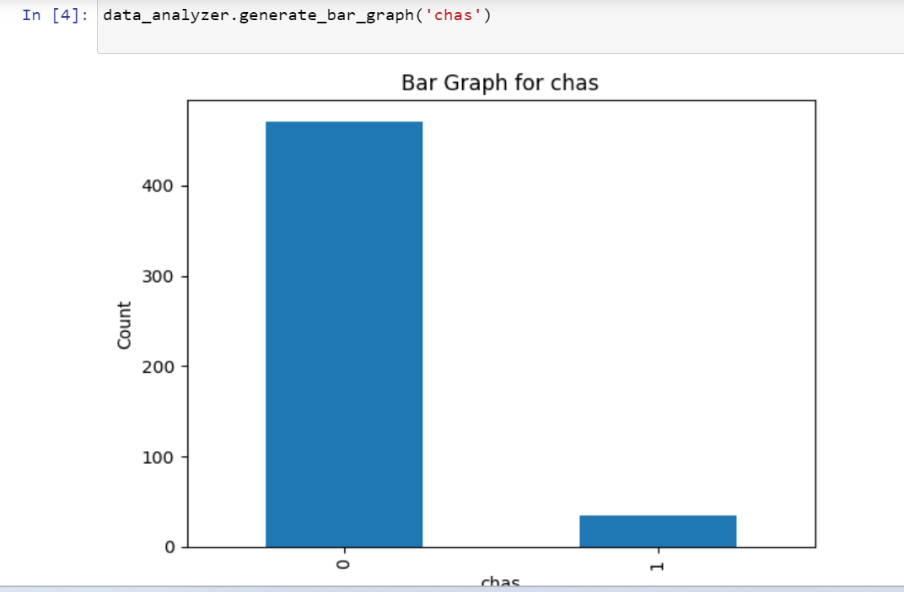 In [4]: data_analyzer.generate_bar_graph('chas')
Bar Graph for chas
400
300
200
100
0
Count
0 1
chas